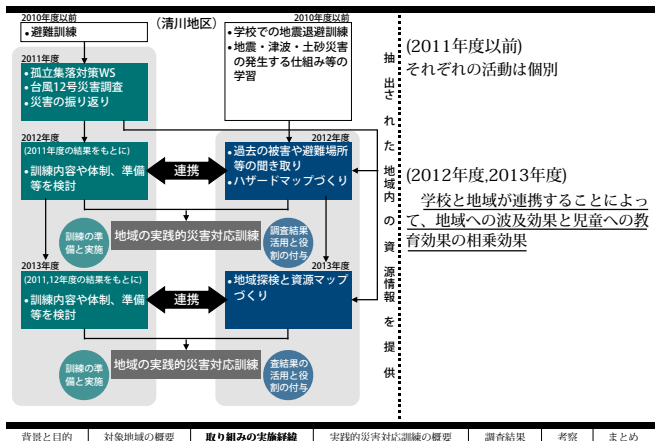 2010年度以前
• 避難訓練
(清川地区)
2010年度以前
• 学校での地震退避訓練
• 地震・津波・土砂災害
の発生する仕組み等の
学習
2011年度
• 孤立集落対策WS
• 台風12号災害調査
• 災害の振り返り
2012年度
(2011年度の結果をもとに)
• 訓練内容や体制、準備
等を検討
連携
2012年度
• 過去の被害や避難場所
等の聞き取り
• ハザードマップづくり
訓練の準
備と実施
地域の実践的災害対応訓練
調査結果
活用と役
割の付与
2013年度
(2011,12年度の結果をもとに)
• 訓練内容や体制、準備
等を検討
連携
2013年度
• 地域探検と資源マップ
づくり
訓練の準
備と実施
地域の実践的災害対応訓練
査結果の
活用と役
割の付与
抽出された地域内の資源情報を提供
(2011年度以前)
それぞれの活動は個別
(2012年度,2013年度)
学校と地域が連携することによっ
て、地域への波及効果と児童への教
育効果の相乗効果
背景と目的
対象地域の概要
取り組みの実施経緯
実践的災害対応訓練の概要
調査結果
考察
まとめ